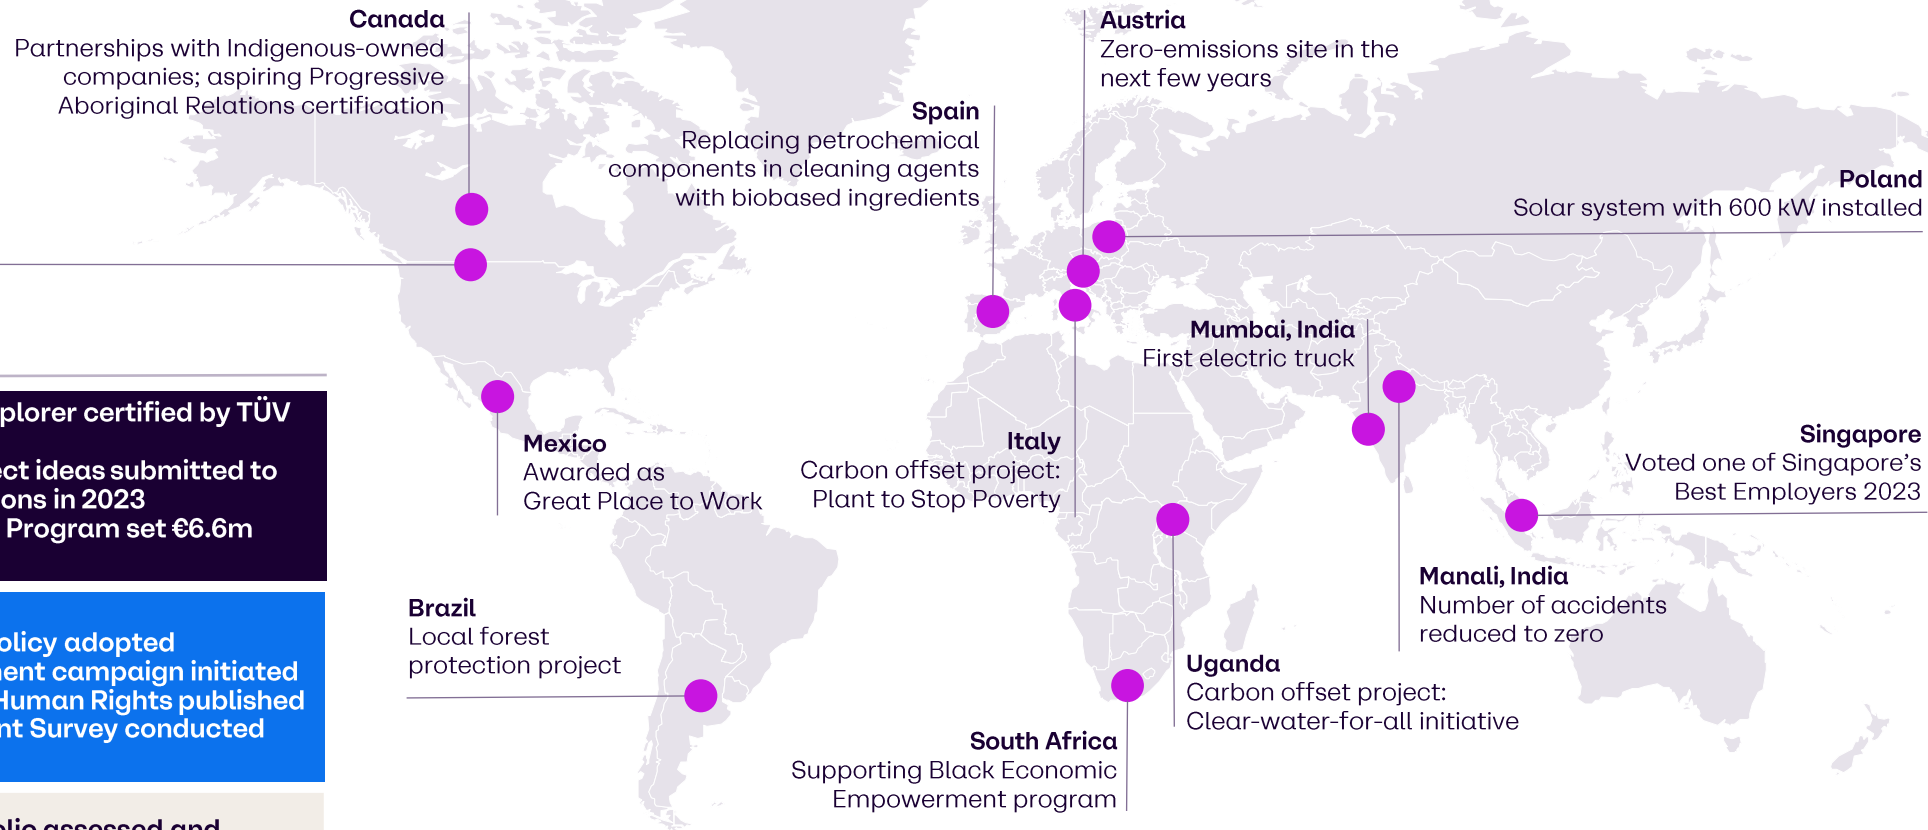 Canada
Partnerships with Indigenous-owned
companies; aspiring Progressive
Aboriginal Relations certification
Austria
Zero-emissions site in the
next few years
Spain
Replacing petrochemical
components in cleaning agents
with biobased ingredients
Poland
Solar system with 600 kW installed
Mumbai, India
First electric truck
certified by TÜV
ideas submitted to
in 2023
Program set €6.6m
Mexico
Awarded as
Great Place to Work
Italy
Carbon offset project:
Plant to Stop Poverty
Singapore
Voted one of Singapore's
Best Employers 2023
Manali, India
Number of accidents
reduced to zero
Brazil
Local forest
protection project
adopted
campaign initiated
Human Rights published
Survey conducted
Uganda
Carbon offset project:
Clear-water-for-all initiative
South Africa
Supporting Black Economic
Empowerment program
assessed and